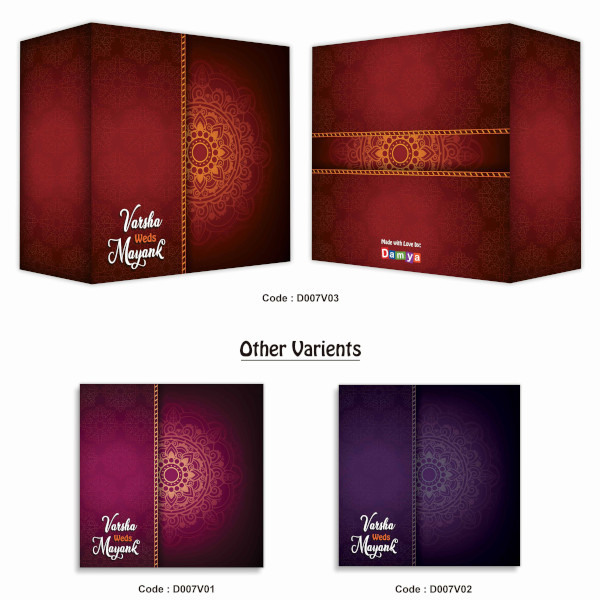 Varsha
Weds
Mayank
Made with Love by:
Damya
Code : D007V03
Other Varients
Varsha
Weds
Mayank
Varsha
Weds
Mayank
Code : D007V01
Code : D007V02